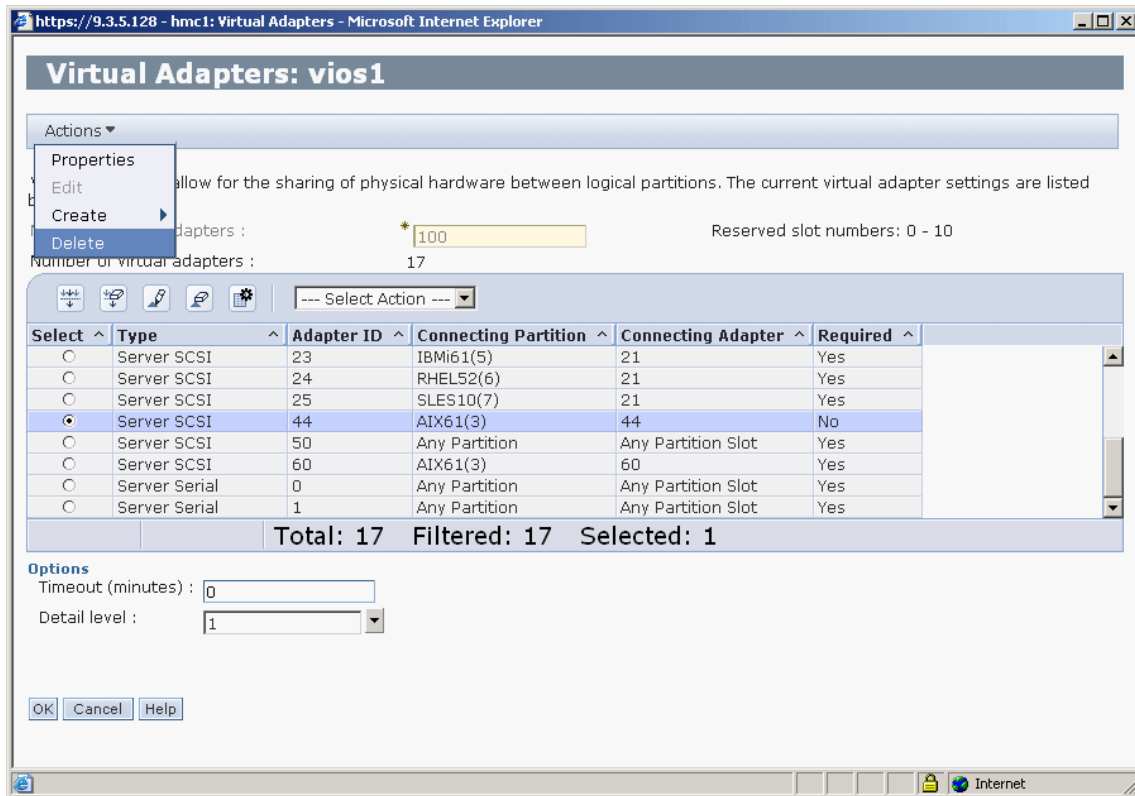 https://9.3.5.128 - hmc1: Virtual Adapters - Microsoft Internet Explorer
Virtual Adapters: vios1
Actions
Properties
allow for the sharing of physical hardware between logical partitions. The current virtual adapter settings are listed
Edit
Create
dapters : * 100 Reserved slot numbers: 0 - 10
Delete
Number of virtual adapters : 17
--- Select Action ---
Select ^ Type ^ Adapter ID ^ Connecting Partition ^ Connecting Adapter ^ Required ^
Server SCSI 23 IBMi61(5) 21 Yes
Server SCSI 24 RHEL52(6) 21 Yes
Server SCSI 25 SLES10(7) 21 Yes
Server SCSI 44 AIX61(3) 44 No
Server SCSI 50 Any Partition Any Partition Slot Yes
Server SCSI 60 AIX61(3) 60 Yes
Server Serial 0 Any Partition Any Partition Slot Yes
Server Serial 1 Any Partition Any Partition Slot Yes
Total: 17 Filtered: 17 Selected: 1
Options
Timeout (minutes) : 0
Detail level : 1
OK Cancel Help
Internet